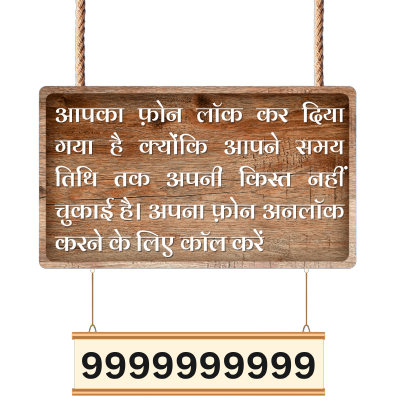 आपका फ़ोन लॉक कर दिया
गया है क्योंकि आपने समय
तिथि तक अपनी किस्त नहीं
चुकाई है। अपना फ़ोन अनलॉक
करने के लिए कॉल करें
9999999999